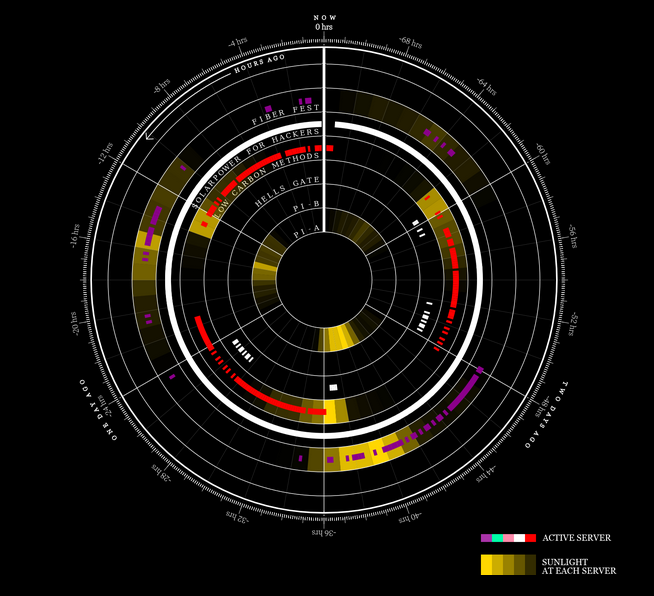 NOW
0 hrs
-4 hrs
HOURS AGO
-8 hrs
-12 hrs
-16 hrs
-20 hrs
-24 hrs
ONE DAY AGO
-28 hrs
-32 hrs
-36 hrs
-40 hrs
-44 hrs
-48 hrs
TWO DAYS AGO
-52 hrs
-56 hrs
-60 hrs
-64 hrs
-68 hrs
FIBER FEST
SOLARPOWER FOR HACKERS
LOW CARBON METHODS
HELLS GATE
PI-B
PI-A
ACTIVE SERVER
SUNLIGHT
AT EACH SERVER